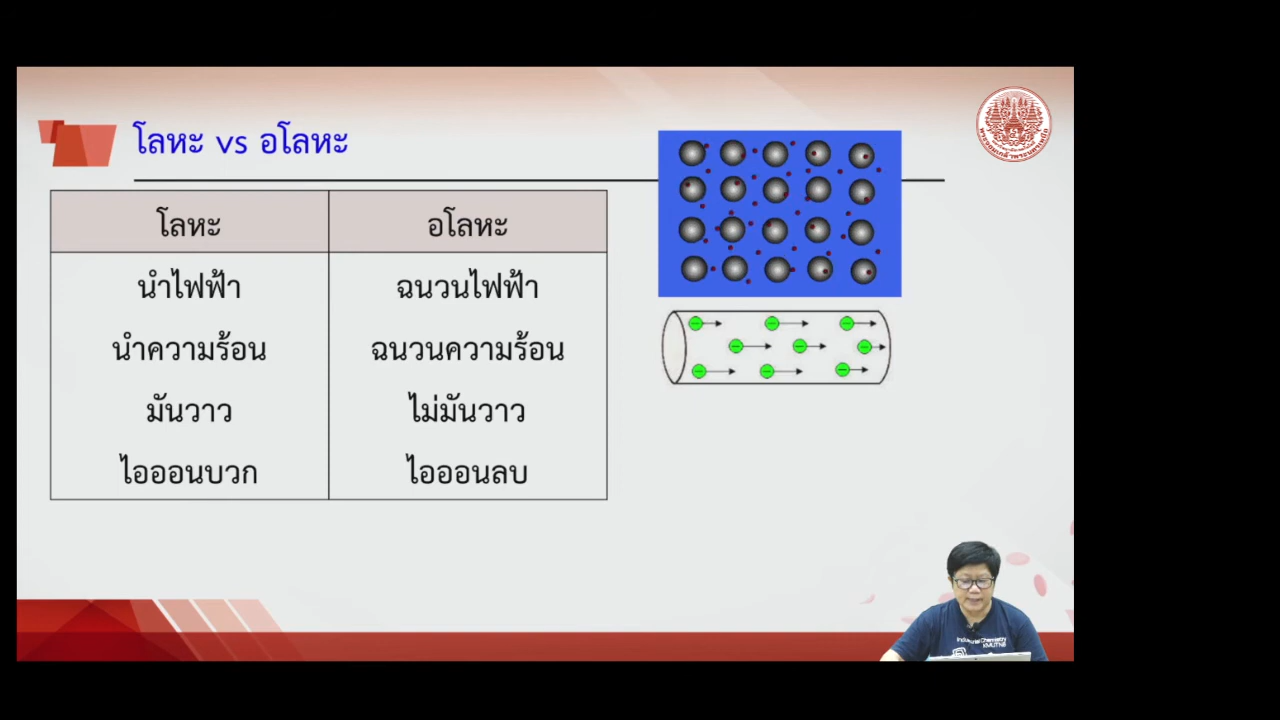 โลหะ vs อโลหะ
โลหะ อโลหะ
นำไฟฟ้า ฉนวนไฟฟ้า
นำความร้อน ฉนวนความร้อน
มันวาว ไม่มันวาว
ไอออนบวก ไอออนลบ
Industrial Chemistry
KMUTNB